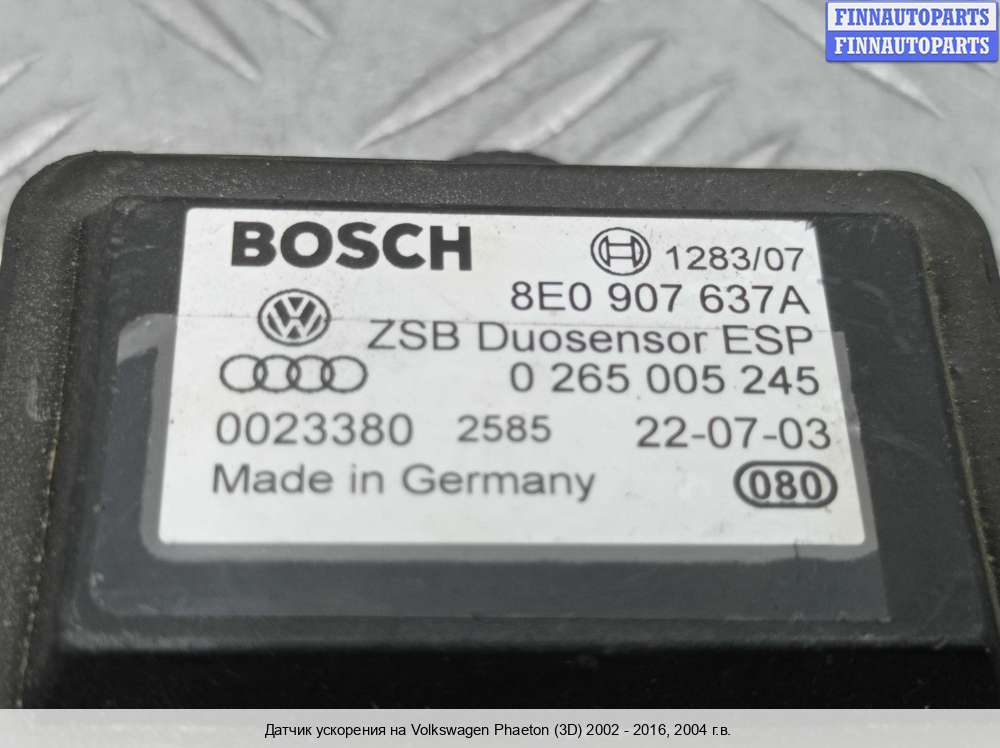 FINNAUTOPARTS
FINNAUTOPARTS
BOSCH
1283/07
8E0 907 637A
ZSB Duosensor ESP
0 265 005 245
0023380 2585 22-07-03
Made in Germany
080
Датчик ускорения на Volkswagen Phaeton (3D) 2002 - 2016, 2004 г.в.